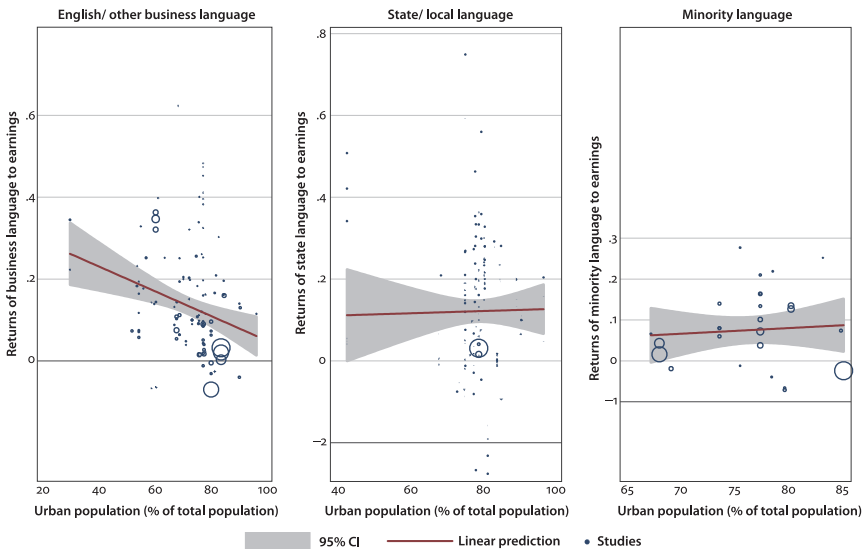 English/ other business language
Returns of business language to earnings
.6
.4
.2
0
20 40 60 80 100
Urban population (% of total population)
State/ local language
Returns of state language to earnings
.8
.6
.4
.2
0
−2
40 60 80 100
Urban population (% of total population)
Minority language
Returns of minority language to earnings
.3
.2
.1
0
−1
65 70 75 80 85
Urban population (% of total population)
95% CI Linear prediction Studies